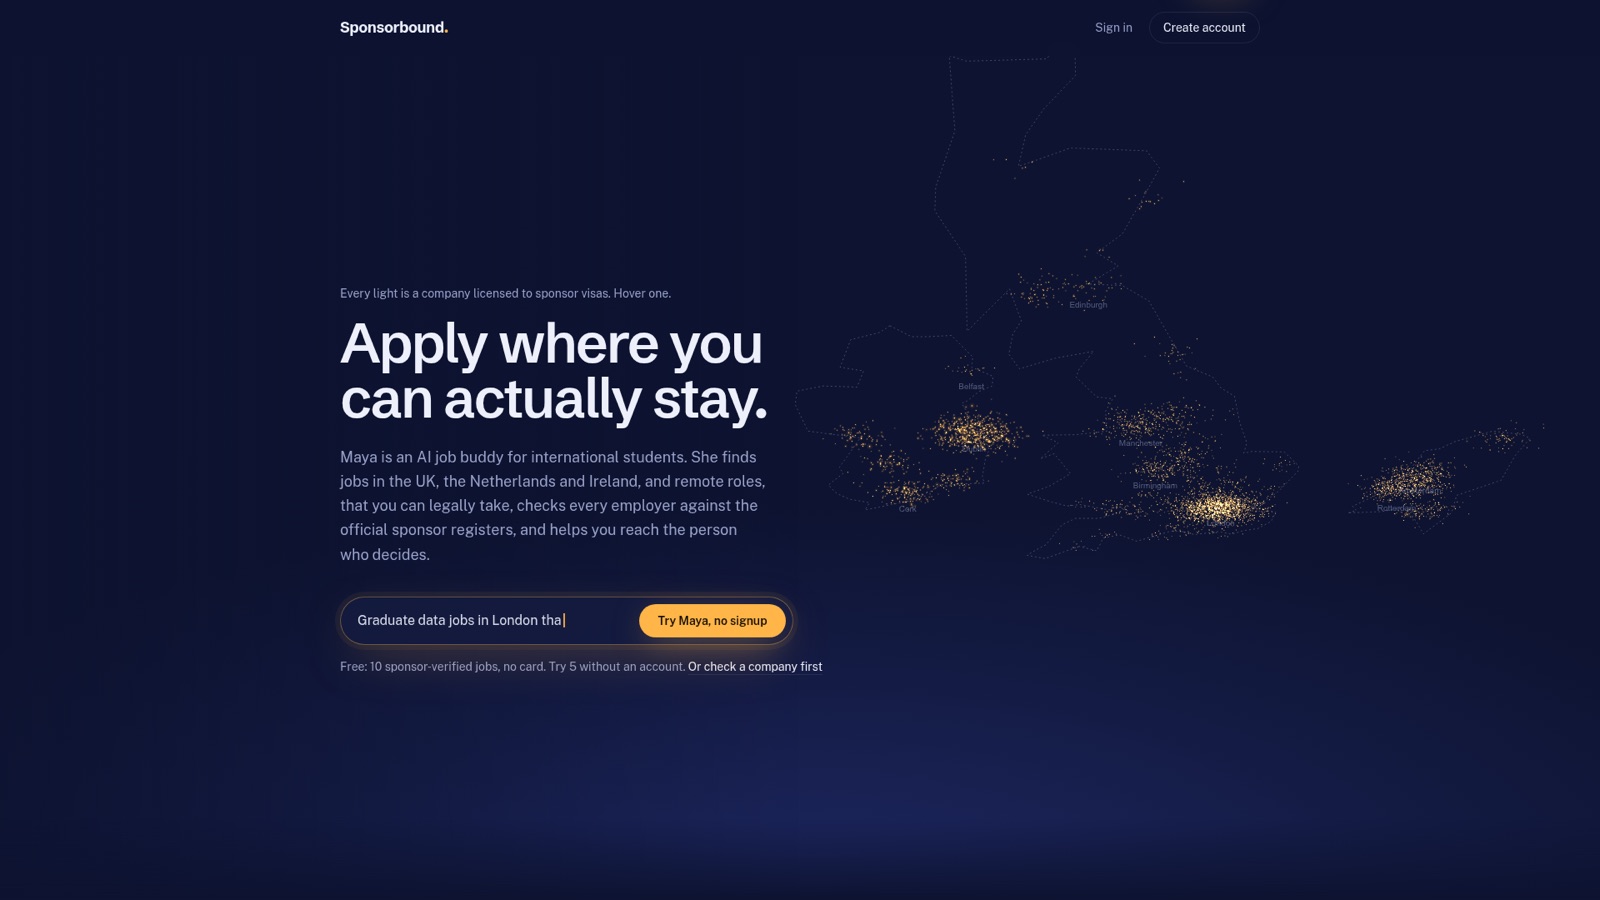 Sponsorbound.
Sign in
Create account
Every light is a company licensed to sponsor visas. Hover one.
Apply where you
can actually stay.
Maya is an AI job buddy for international students. She finds
jobs in the UK, the Netherlands and Ireland, and remote roles,
that you can legally take, checks every employer against the
official sponsor registers, and helps you reach the person
who decides.
Graduate data jobs in London tha
Try Maya, no signup
Free: 10 sponsor-verified jobs, no card. Try 5 without an account. Or check a company first
Edinburgh
Belfast
Manchester
Birmingham
Cork
Rotterdam